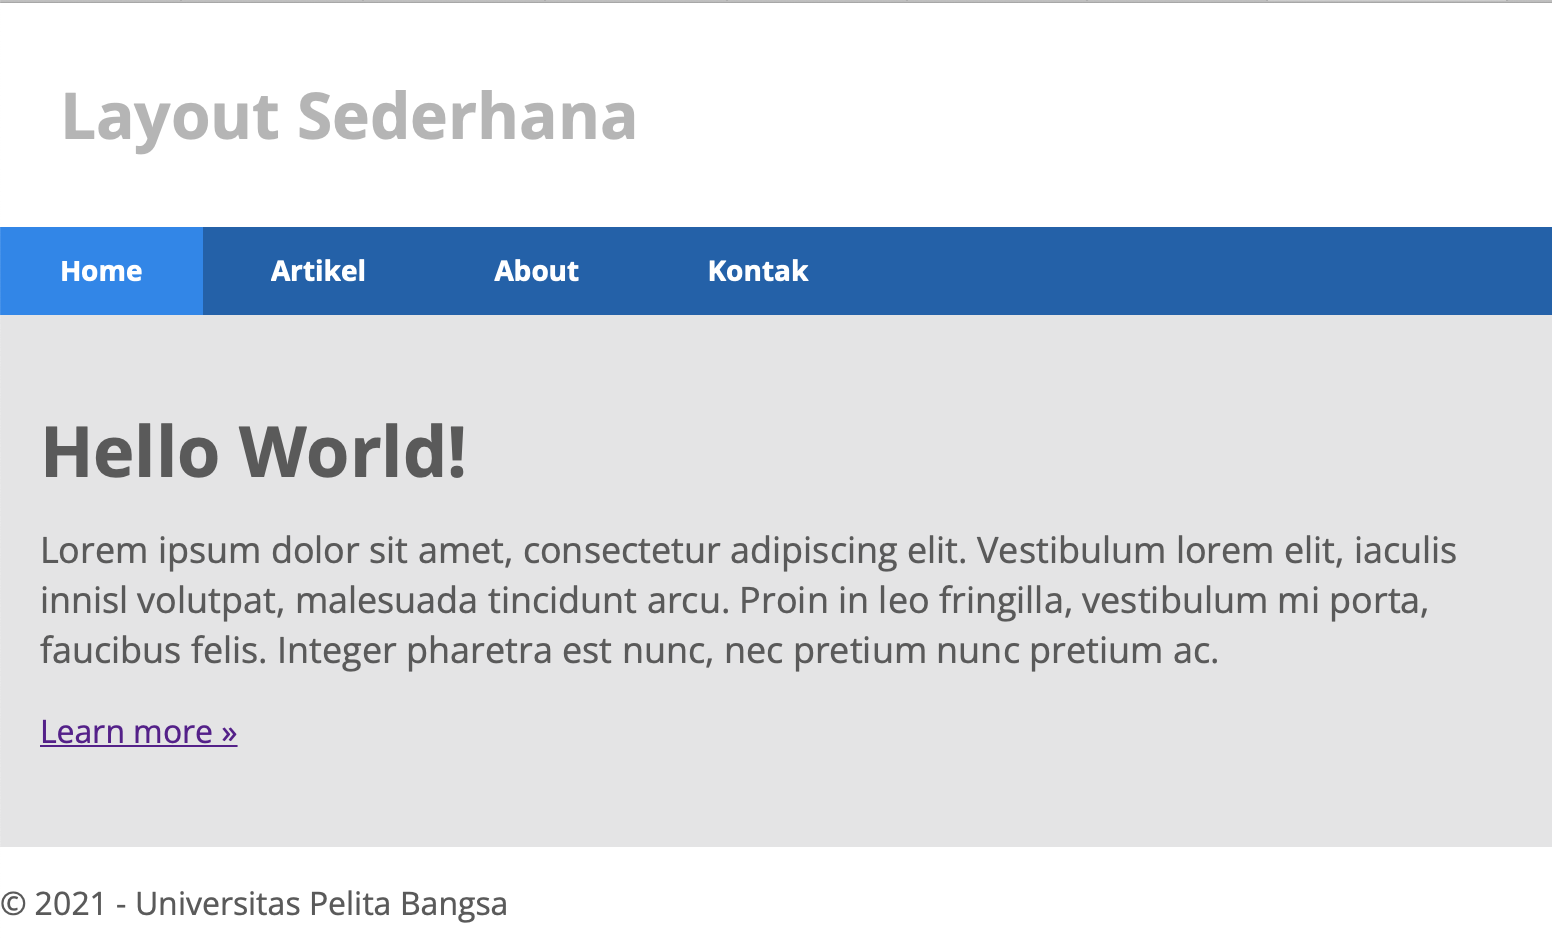 Layout Sederhana
Home Artikel About Kontak
Hello World!
Lorem ipsum dolor sit amet, consectetur adipiscing elit. Vestibulum lorem elit, iaculis
innisl volutpat, malesuada tincidunt arcu. Proin in leo fringilla, vestibulum mi porta,
faucibus felis. Integer pharetra est nunc, nec pretium nunc pretium ac.
Learn more »
© 2021 - Universitas Pelita Bangsa